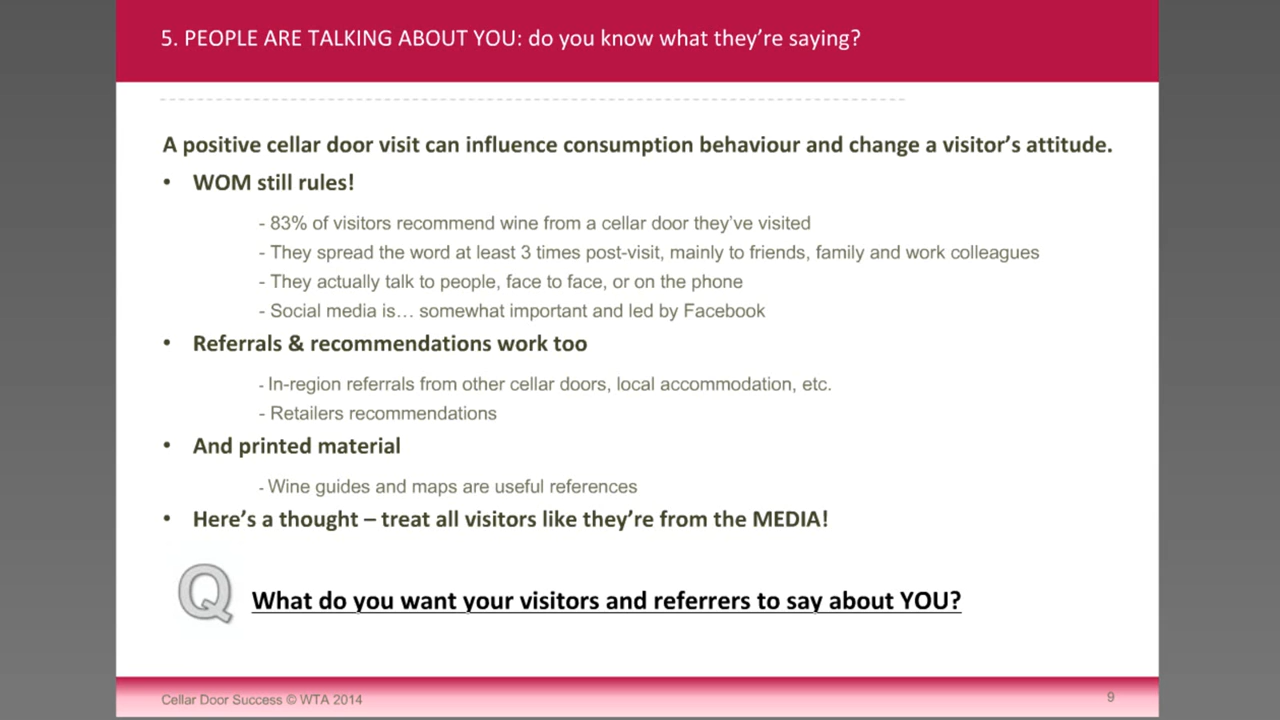 5. PEOPLE ARE TALKING ABOUT YOU: do you know what they’re saying?
A positive cellar door visit can influence consumption behaviour and change a visitor’s attitude.
• WOM still rules!
- 83% of visitors recommend wine from a cellar door they’ve visited
- They spread the word at least 3 times post-visit, mainly to friends, family and work colleagues
- They actually talk to people, face to face, or on the phone
- Social media is… somewhat important and led by Facebook
• Referrals & recommendations work too
- In-region referrals from other cellar doors, local accommodation, etc.
- Retailers recommendations
• And printed material
- Wine guides and maps are useful references
• Here’s a thought – treat all visitors like they’re from the MEDIA!
Q What do you want your visitors and referrers to say about YOU?
Cellar Door Success © WTA 2014 9